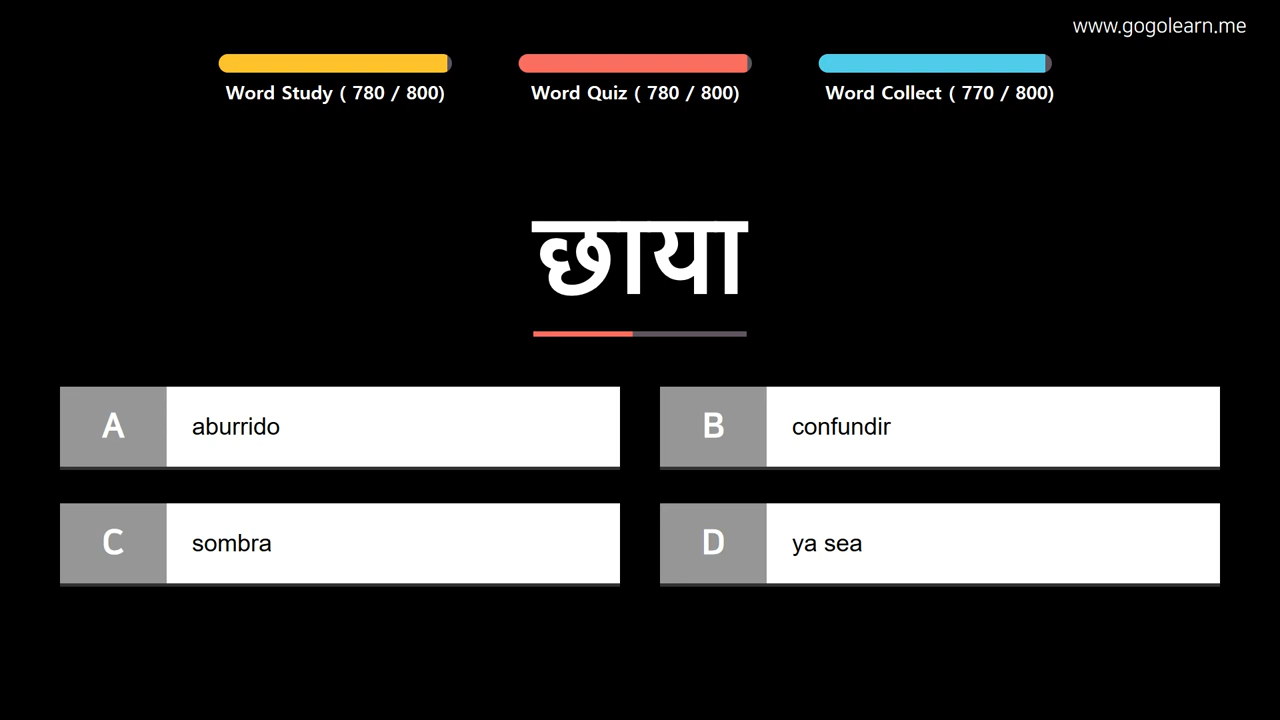 www.gogolearn.me
Word Study ( 780 / 800)
Word Quiz ( 780 / 800)
Word Collect ( 770 / 800)
छाया
A aburrido
B confundir
C sombra
D ya sea